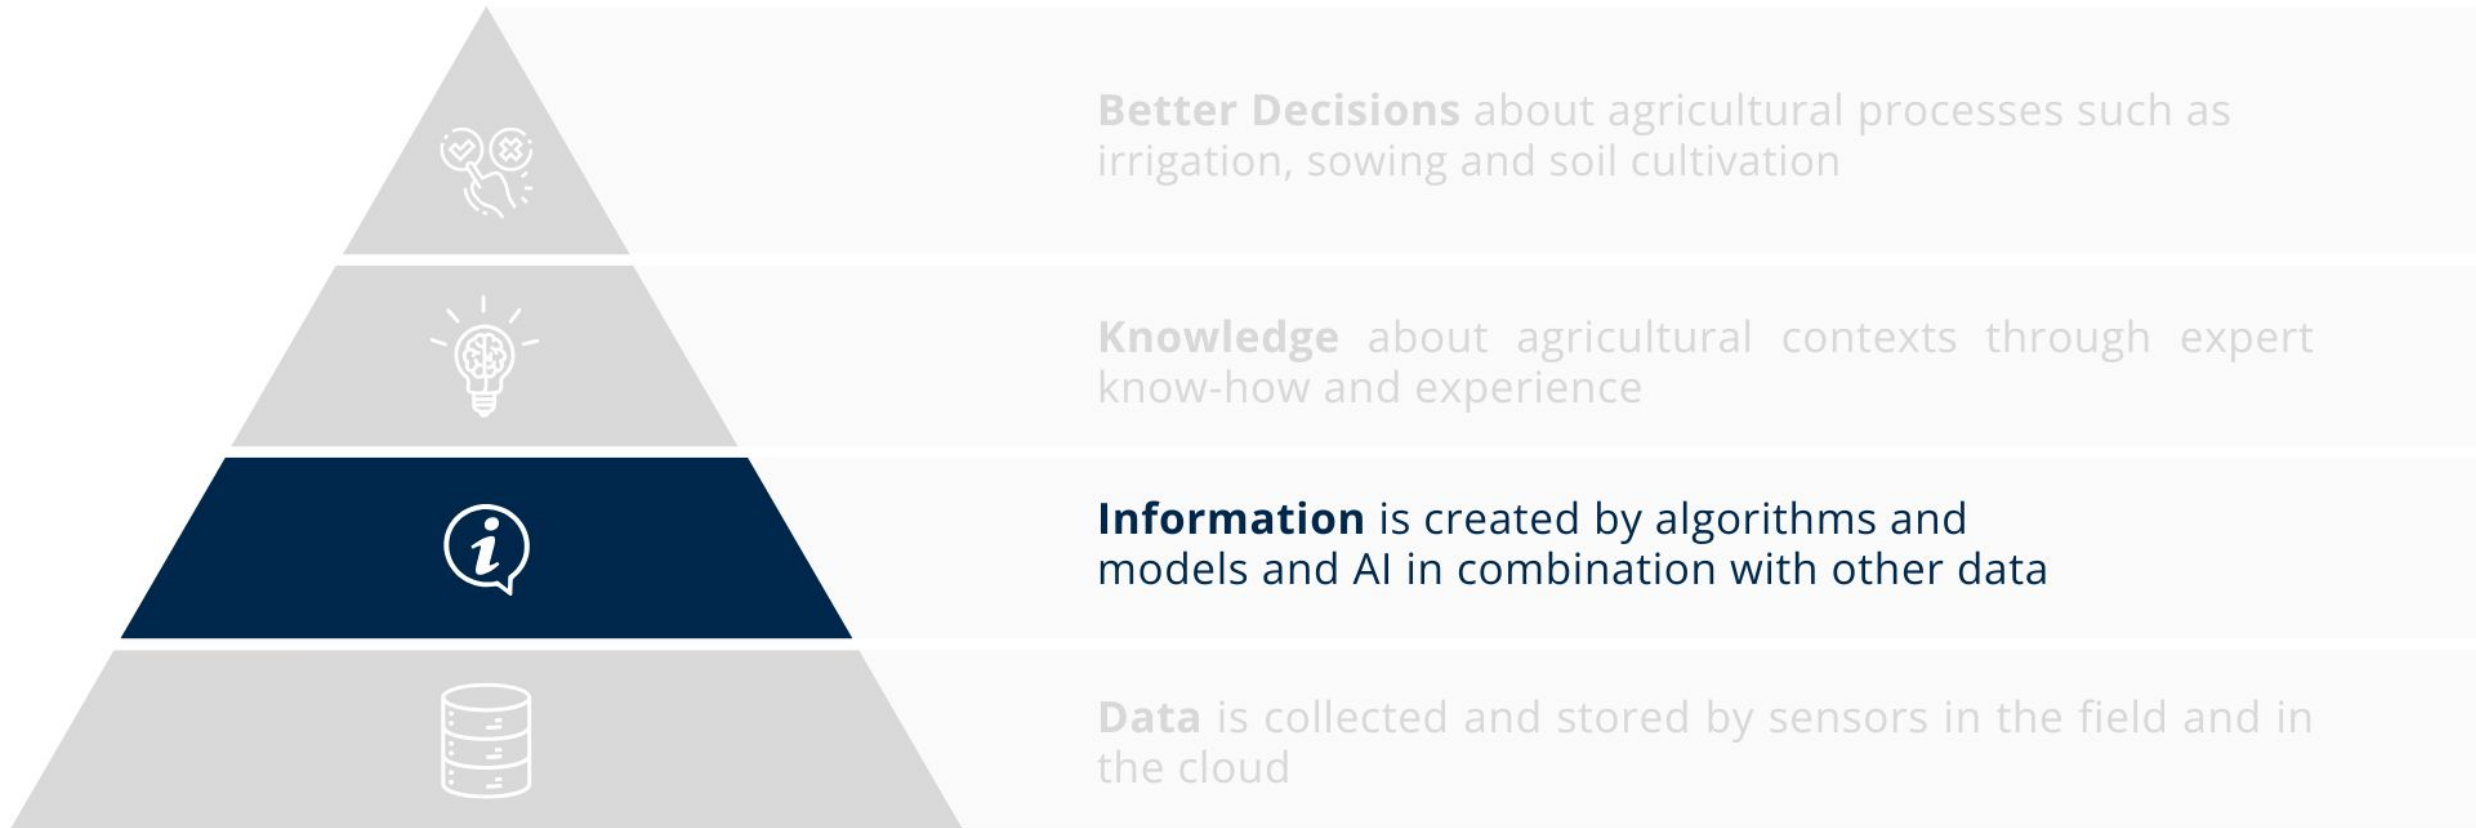 Better Decisions about agricultural processes such as
irrigation, sowing and soil cultivation
Knowledge about agricultural contexts through expert
know-how and experience
Information is created by algorithms and
models and AI in combination with other data
Data is collected and stored by sensors in the field and in
the cloud